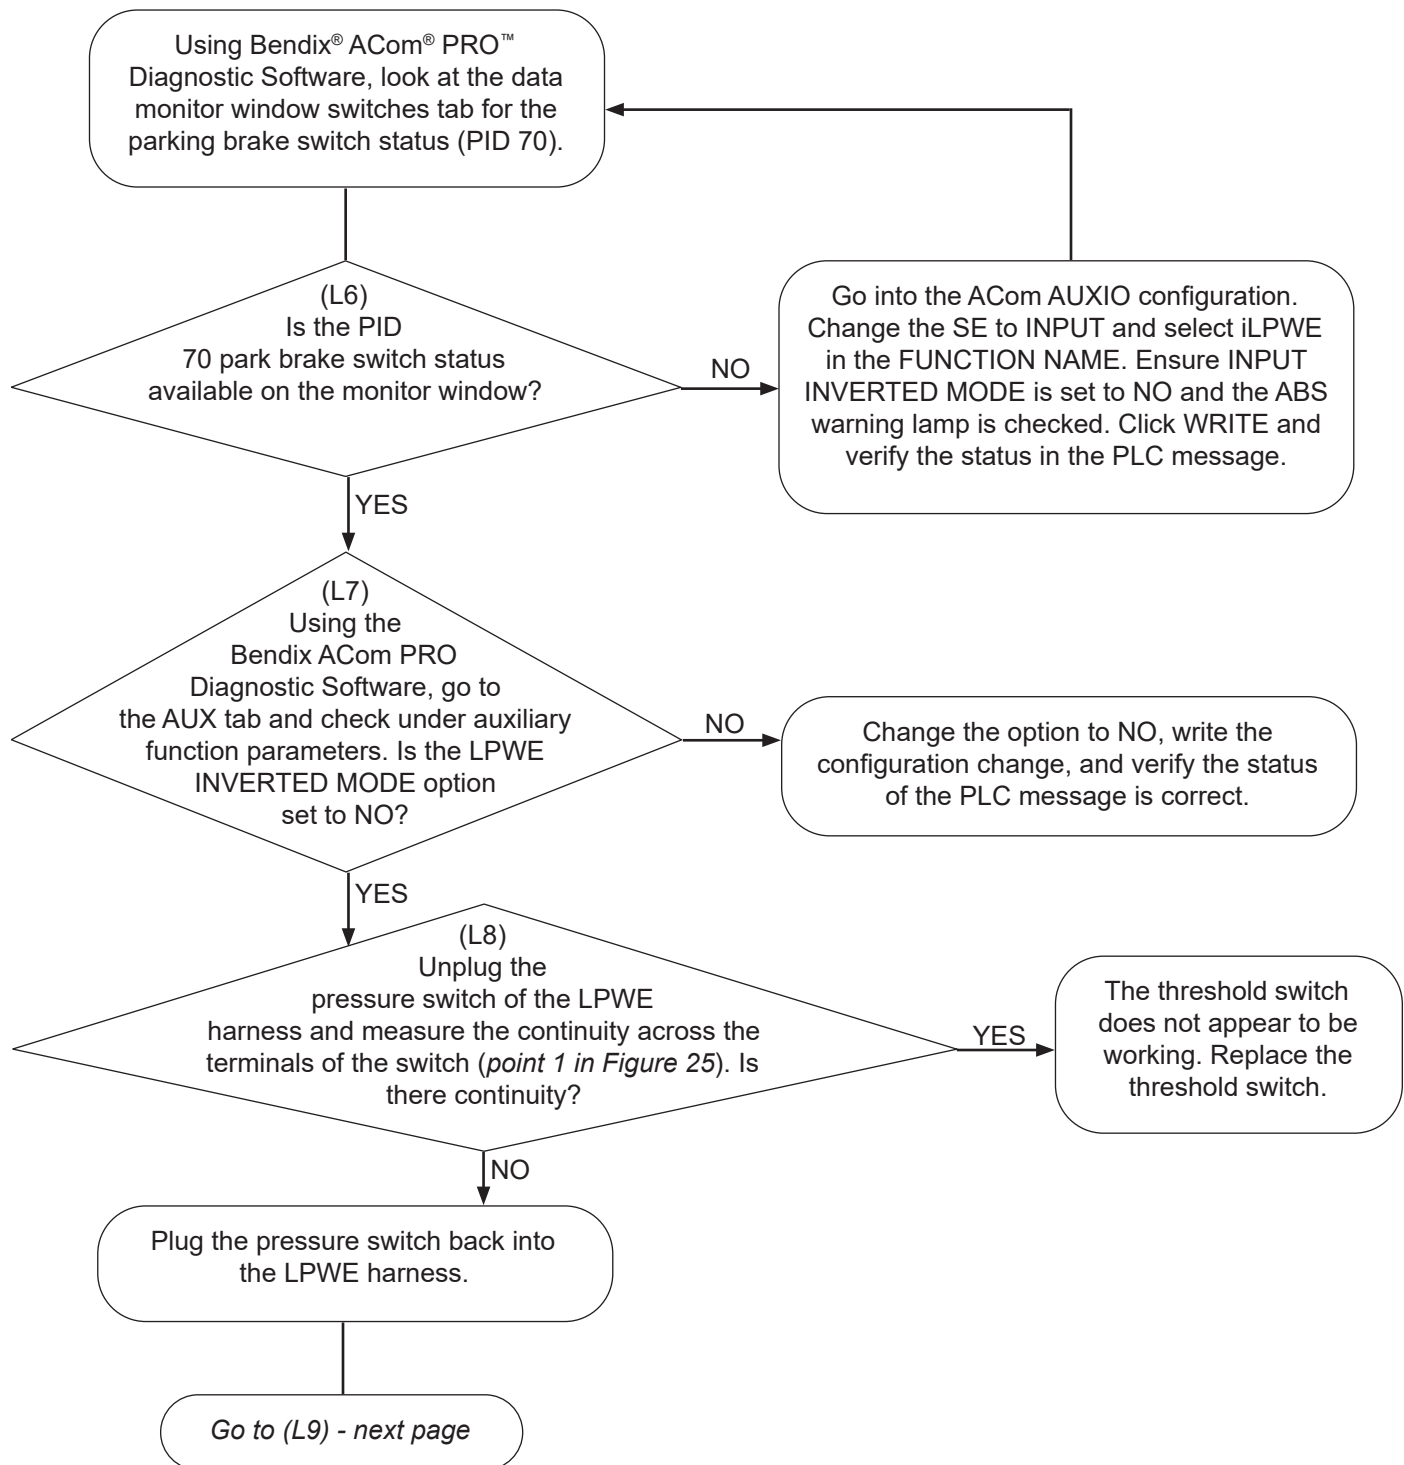 Using Bendix® ACom® PRO™
Diagnostic Software, look at the data
monitor window switches tab for the
parking brake switch status (PID 70).
(L6)
Is the PID
70 park brake switch status
available on the monitor window?
NO
Go into the ACom AUXIO configuration.
Change the SE to INPUT and select iLPWE
in the FUNCTION NAME. Ensure INPUT
INVERTED MODE is set to NO and the ABS
warning lamp is checked. Click WRITE and
verify the status in the PLC message.
YES
(L7)
Using the
Bendix ACom PRO
Diagnostic Software, go to
the AUX tab and check under auxiliary
function parameters. Is the LPWE
INVERTED MODE option
set to NO?
NO
Change the option to NO, write the
configuration change, and verify the status
of the PLC message is correct.
YES
(L8)
Unplug the
pressure switch of the LPWE
harness and measure the continuity across the
terminals of the switch (point 1 in Figure 25). Is
there continuity?
YES
The threshold switch
does not appear to be
working. Replace the
threshold switch.
NO
Plug the pressure switch back into
the LPWE harness.
Go to (L9) - next page